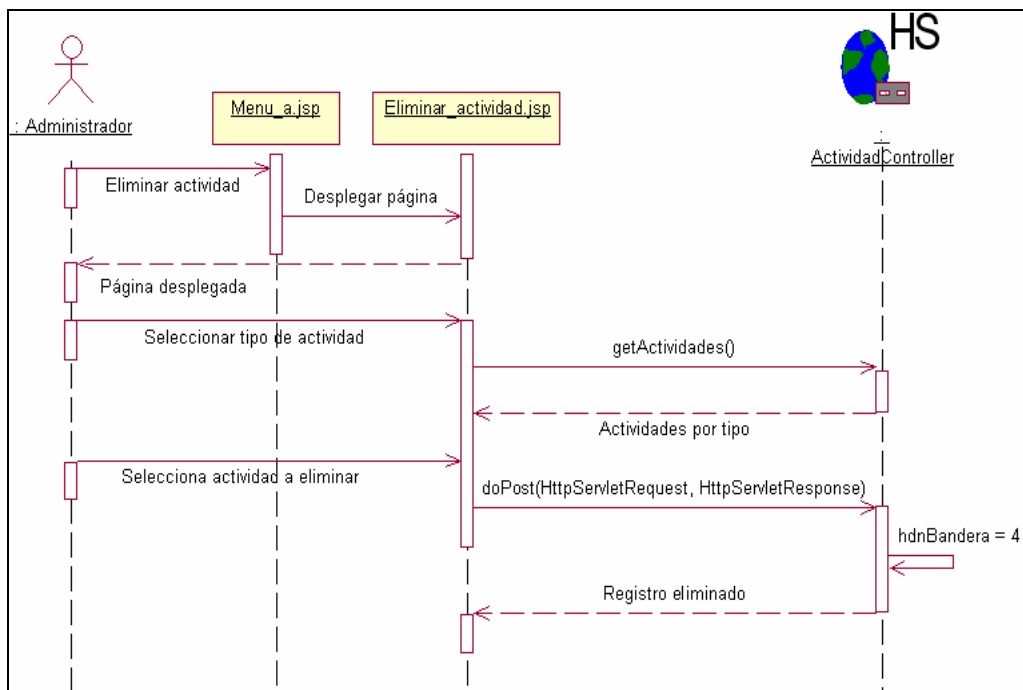 HS
Menu_a.jsp
Eliminar_actividad.jsp
: Administrador
:
ActividadController
Eliminar actividad
Desplegar página
Página desplegada
Seleccionar tipo de actividad
getActividades()
Actividades por tipo
Selecciona actividad a eliminar
doPost(HttpServletRequest, HttpServletResponse)
hdnBandera = 4
Registro eliminado